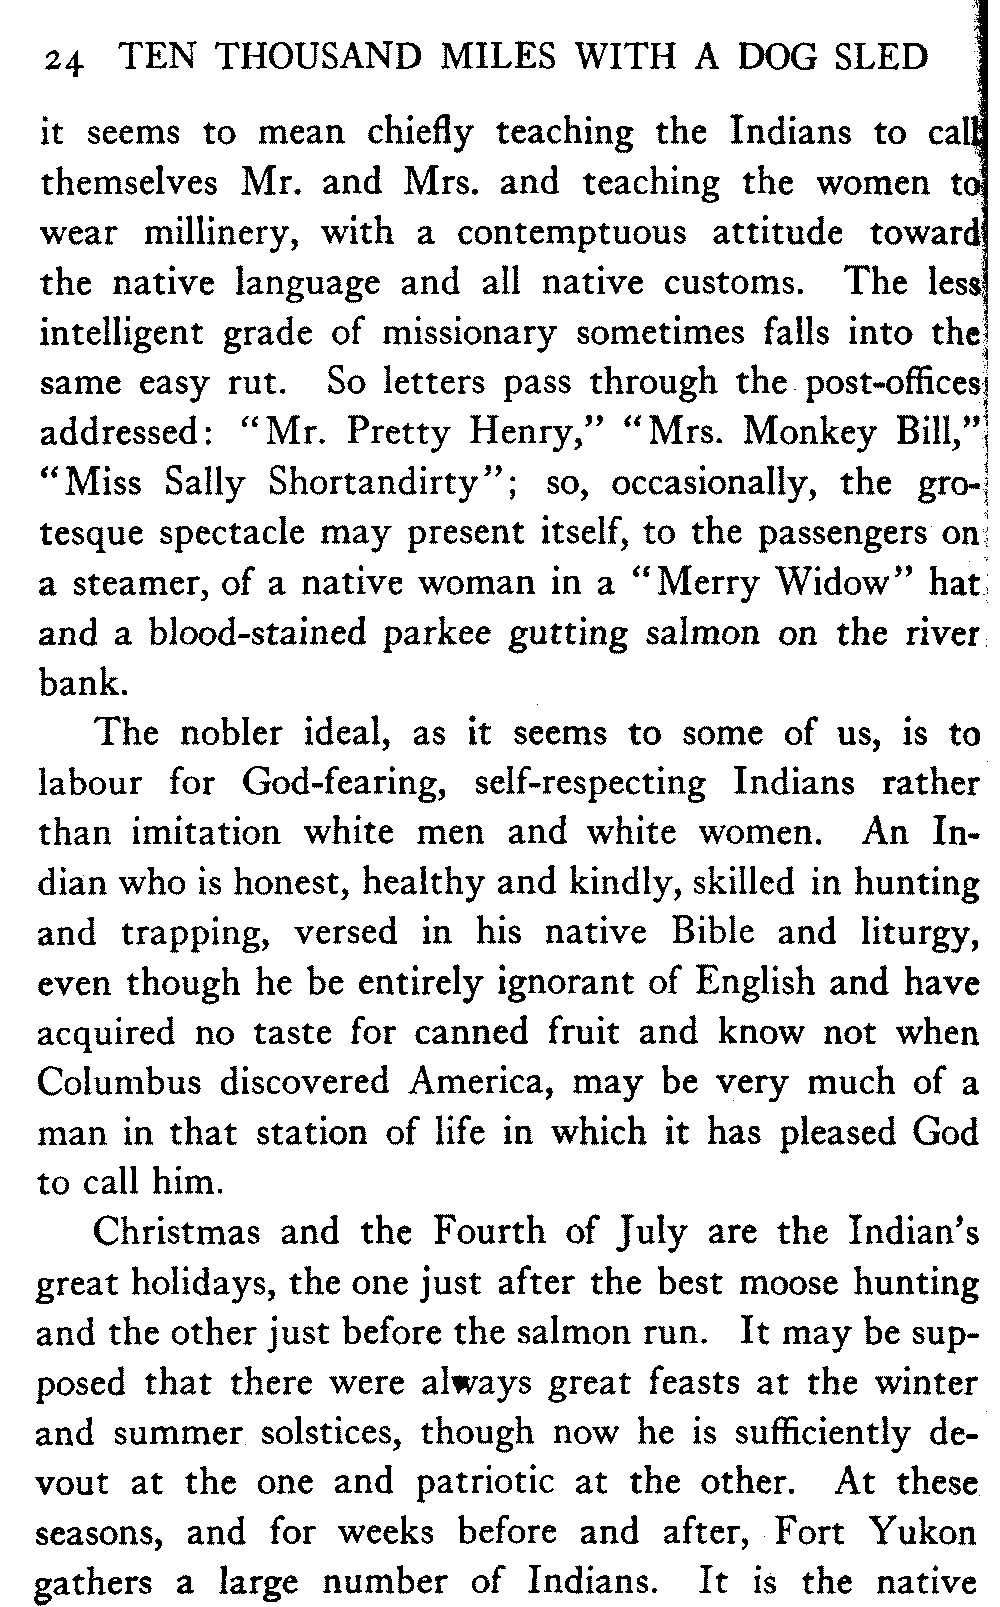 24 TEN THOUSAND MILES WITH A DOG SLED
it seems to mean chiefly teaching the Indians to call
themselves Mr. and Mrs. and teaching the women to
wear millinery, with a contemptuous attitude toward
the native language and all native customs. The less
intelligent grade of missionary sometimes falls into the
same easy rut. So letters pass through the post-offices
addressed: “Mr. Pretty Henry,” “Mrs. Monkey Bill,”
“Miss Sally Shortandirty”; so, occasionally, the gro-
tesque spectacle may present itself, to the passengers on
a steamer, of a native woman in a “Merry Widow” hat
and a blood-stained parkee gutting salmon on the river
bank.
The nobler ideal, as it seems to some of us, is to
labour for God-fearing, self-respecting Indians rather
than imitation white men and white women. An In-
dian who is honest, healthy and kindly, skilled in hunting
and trapping, versed in his native Bible and liturgy,
even though he be entirely ignorant of English and have
acquired no taste for canned fruit and know not when
Columbus discovered America, may be very much of a
man in that station of life in which it has pleased God
to call him.
Christmas and the Fourth of July are the Indian’s
great holidays, the one just after the best moose hunting
and the other just before the salmon run. It may be sup-
posed that there were always great feasts at the winter
and summer solstices, though now he is sufficiently de-
vout at the one and patriotic at the other. At these
seasons, and for weeks before and after, Fort Yukon
gathers a large number of Indians. It is the native